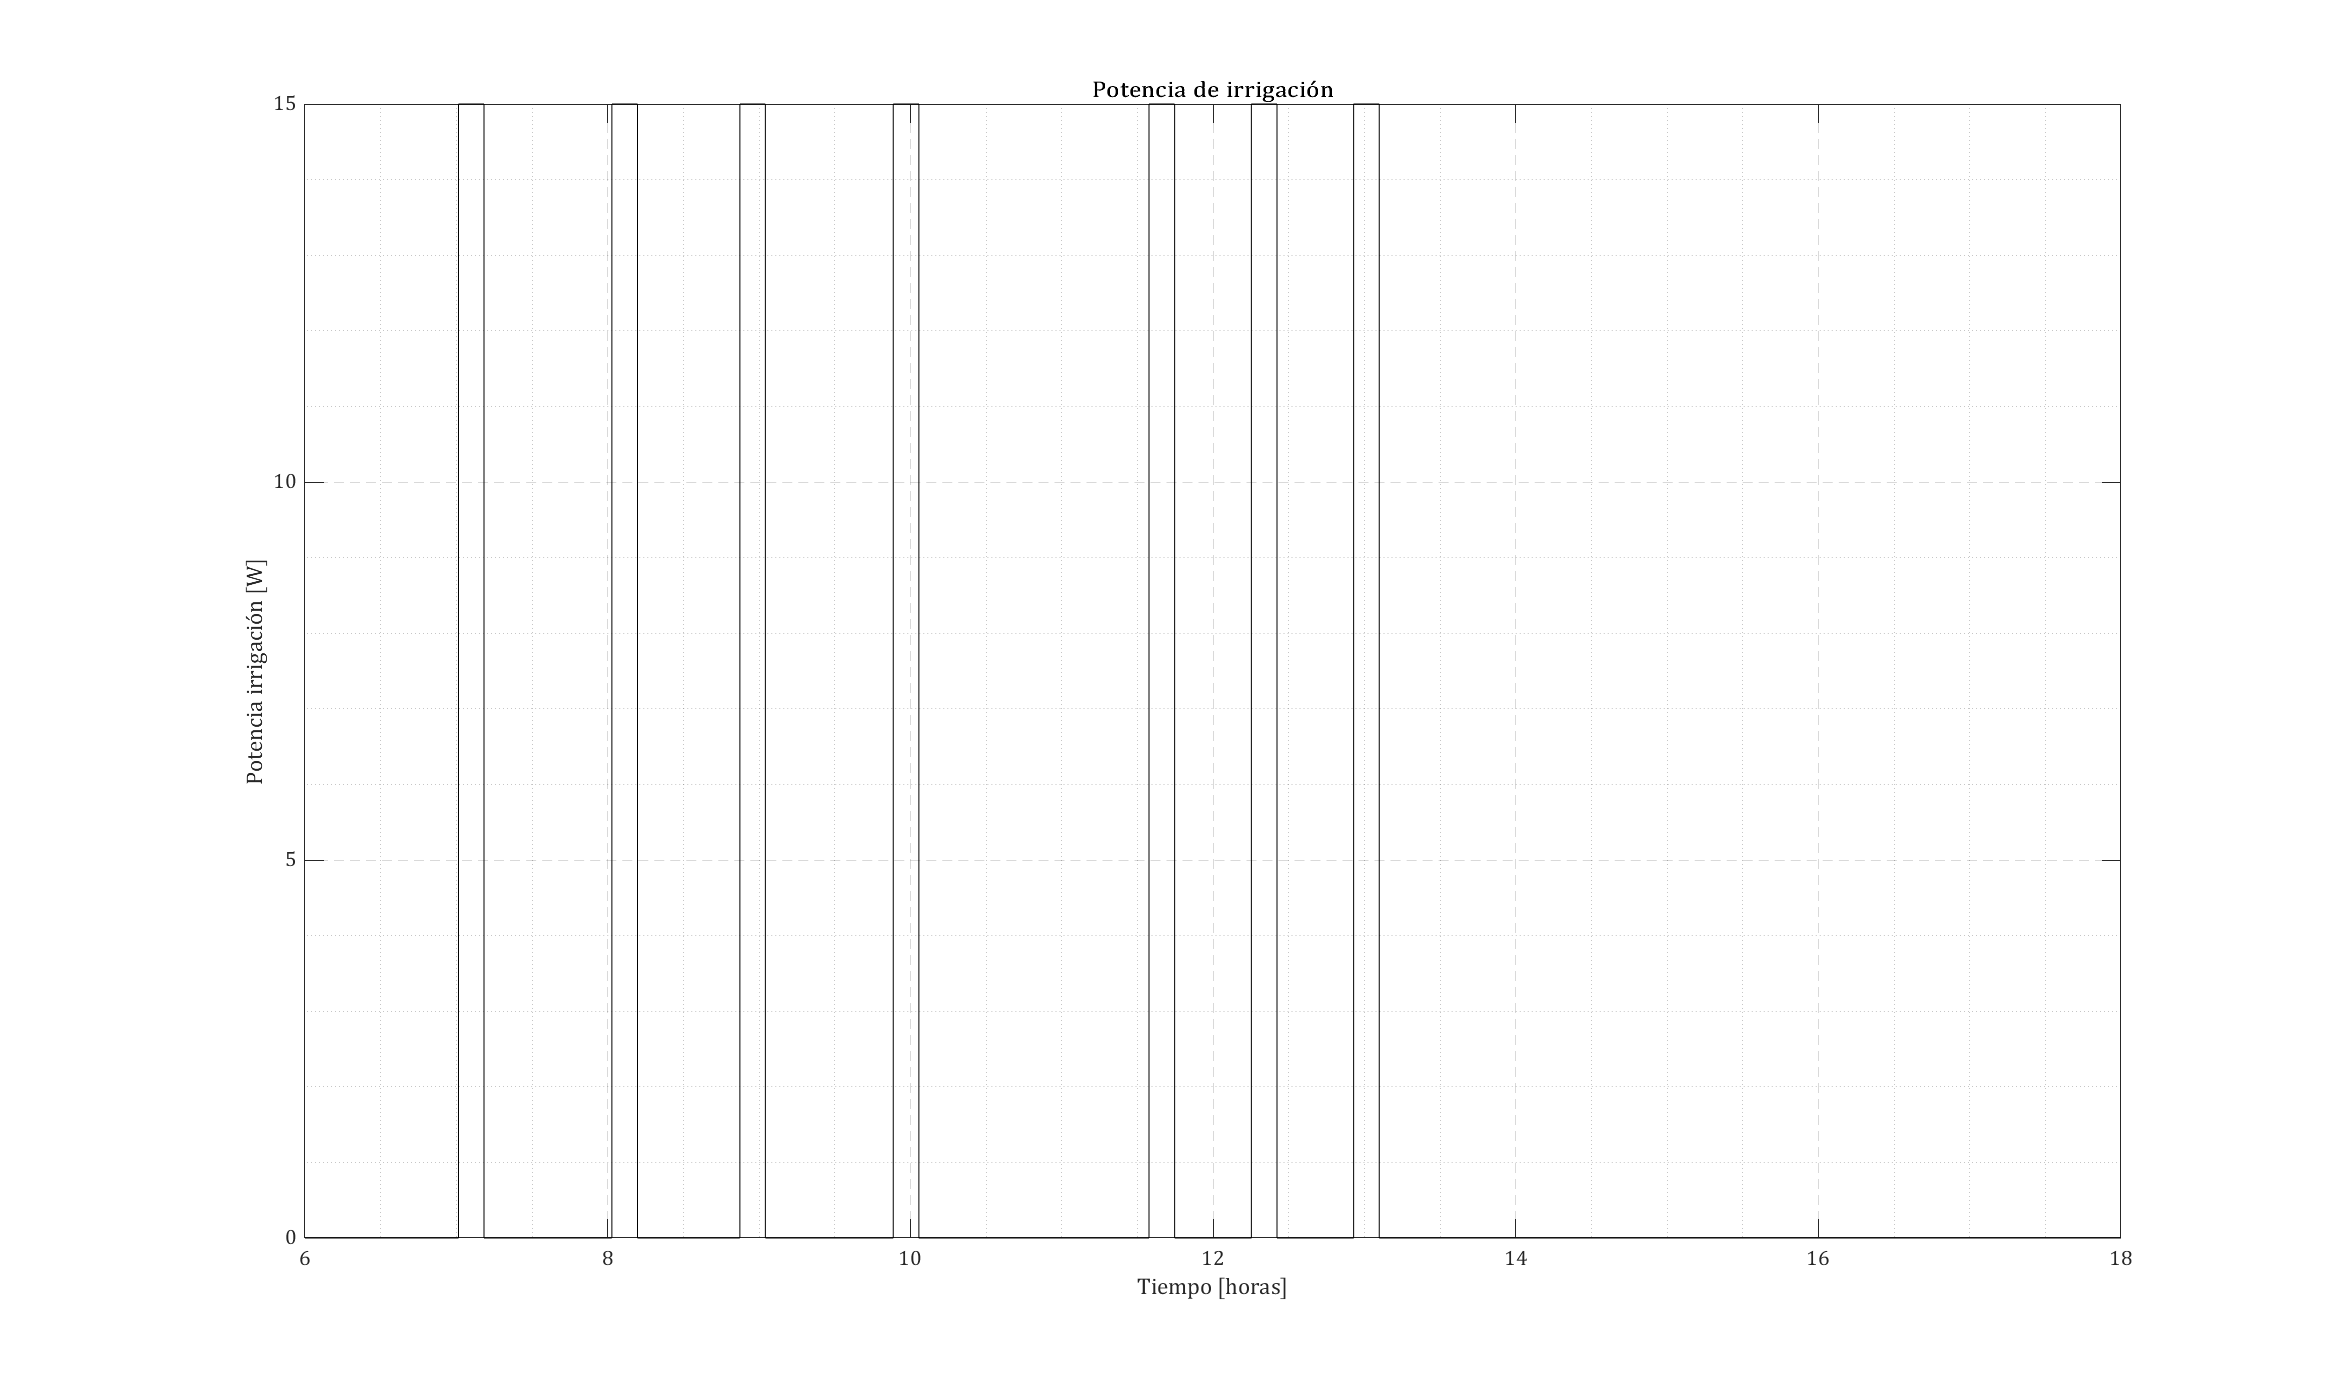 Potencia de irrigación
15
10
5
0
Potencia irrigación [W]
6 8 10 12 14 16 18
Tiempo [horas]